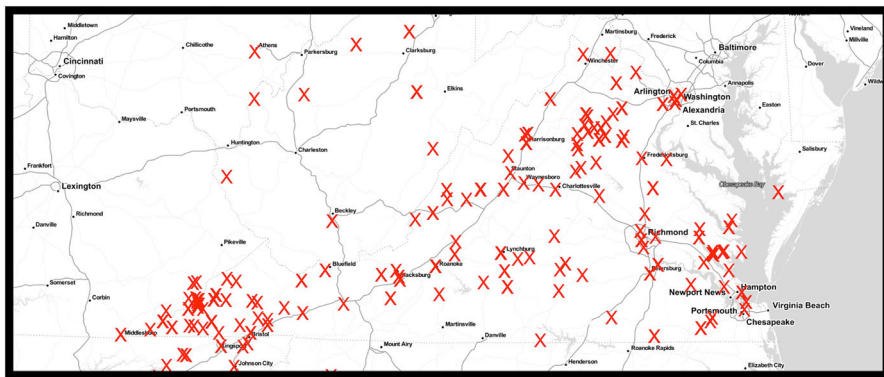 Middletown
Hamilton
Cincinnati
Covington
Chillicothe
Athens
Parkersburg
Clarksburg
Martinsburg
Winchester
Frederick
Baltimore
Columbia
Vineland
Millville
Dover
Annapolis
Maysville
Portsmouth
Elkins
Arlington
Washington
Alexandria
Easton
St. Charles
Huntington
Charleston
Harrisonburg
Salisbury
Frankfort
Lexington
Staunton
Waynesboro
Charlottesville
Fredericksburg
Chesapeake Bay
Richmond
Danville
Beckley
Richmond
Pikeville
Lynchburg
Somerset
Bluefield
Roanoke
Blacksburg
Petersburg
Corbin
Hampton
Newport News
Virginia Beach
Portsmouth
Chesapeake
Middlesboro
Bristol
Kingsport
Martinsville
Danville
Mount Airy
Johnson City
Henderson
Roanoke Rapids
Elizabeth City